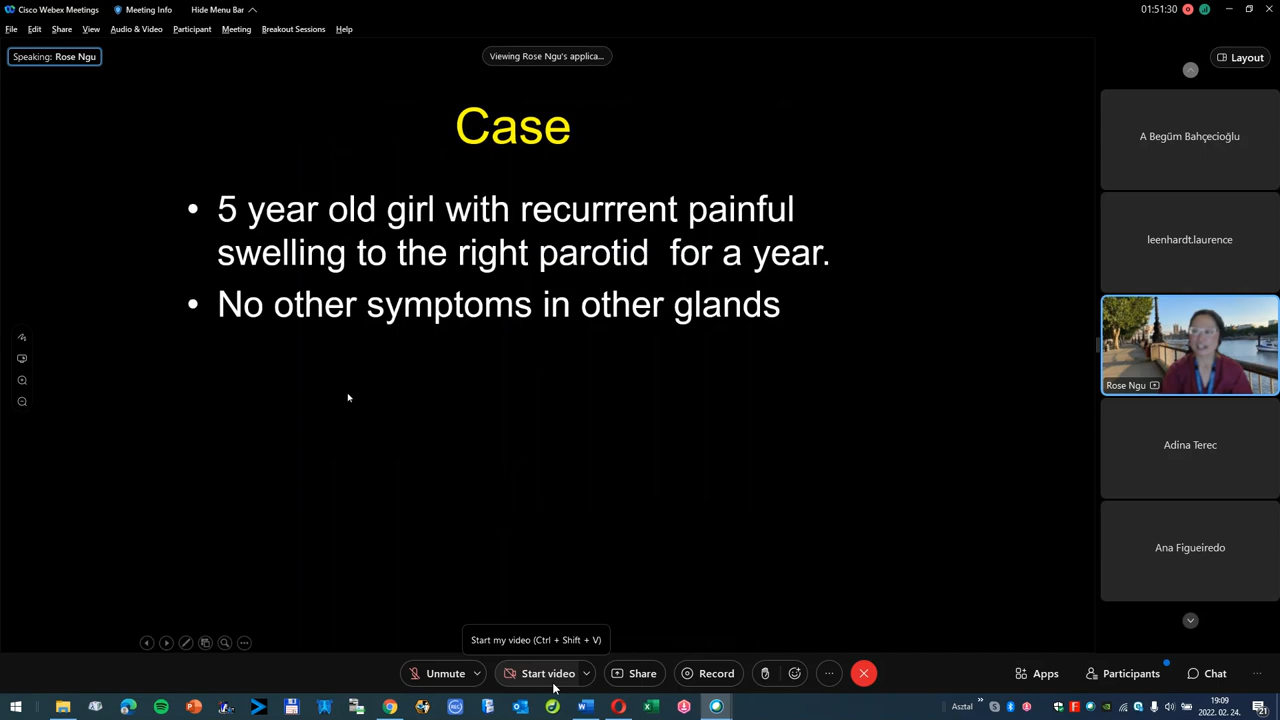 Cisco Webex Meetings Meeting Info Hide Menu Bar 01:51:30
File Edit Share View Audio & Video Participant Meeting Breakout Sessions Help
Speaking: Rose Ngu
Viewing Rose Ngu's applica...
Layout
Case
• 5 year old girl with recurrrent painful
swelling to the right parotid for a year.
• No other symptoms in other glands
A Begüm Bahçecioğlu
leenhardt.laurence
Rose Ngu
Adina Terec
Ana Figueiredo
Start my video (Ctrl + Shift + V)
Unmute Start video Share Record Apps Participants Chat
REC
Asztal 19:09
2022. 02. 24.